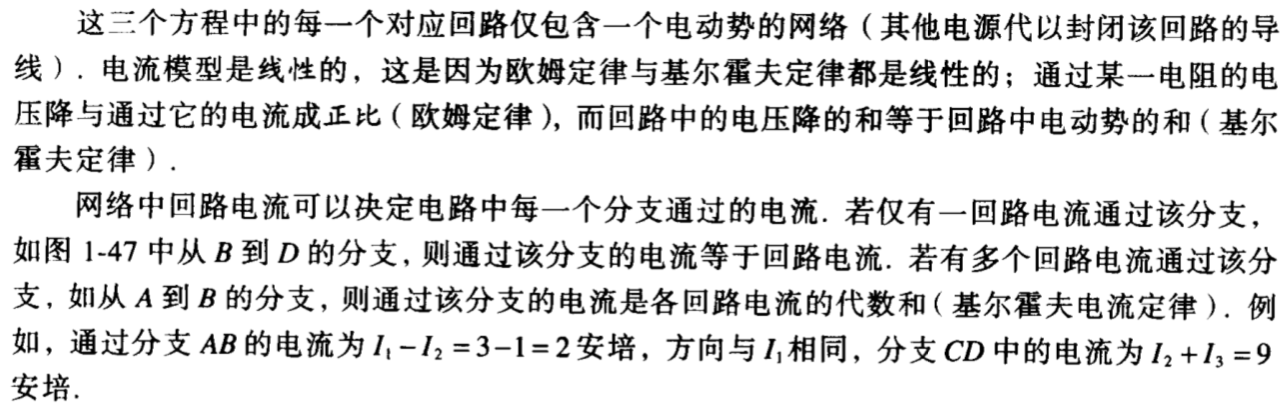 这三个方程中的每一个对应回路仅包含一个电动势的网络（其他电源代以封闭该回路的导
线）. 电流模型是线性的，这是因为欧姆定律与基尔霍夫定律都是线性的；通过某一电阻的电
压降与通过它的电流成正比（欧姆定律），而回路中的电压降的和等于回路中电动势的和（基尔
霍夫定律）.
网络中回路电流可以决定电路中每一个分支通过的电流. 若仅有一回路电流通过该分支，
如图 1-47 中从 B 到 D 的分支，则通过该分支的电流等于回路电流. 若有多个回路电流通过该分
支，如从 A 到 B 的分支，则通过该分支的电流是各回路电流的代数和（基尔霍夫电流定律）. 例
如，通过分支 AB 的电流为 I₁ − I₂ = 3−1 = 2 安培，方向与 I₁ 相同，分支 CD 中的电流为 I₂ + I₃ = 9
安培.